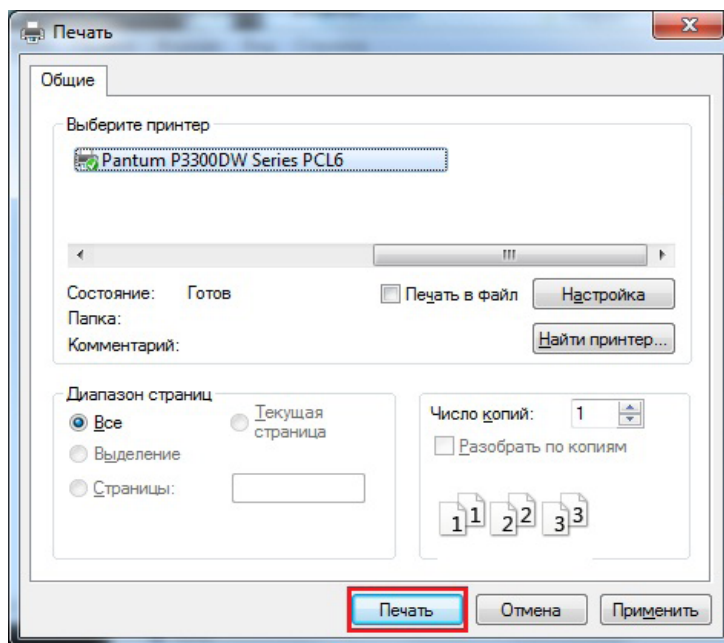 Печать
Общие
Выберите принтер
Pantum P3300DW Series PCL6
Состояние: Готов
Печать в файл
Настройка
Папка:
Комментарий:
Найти принтер...
Диапазон страниц
Все
Текущая
страница
Выделение
Страницы:
Число копий: 1
Разобрать по копиям
1 1 2 2 3 3
Печать
Отмена
Применить